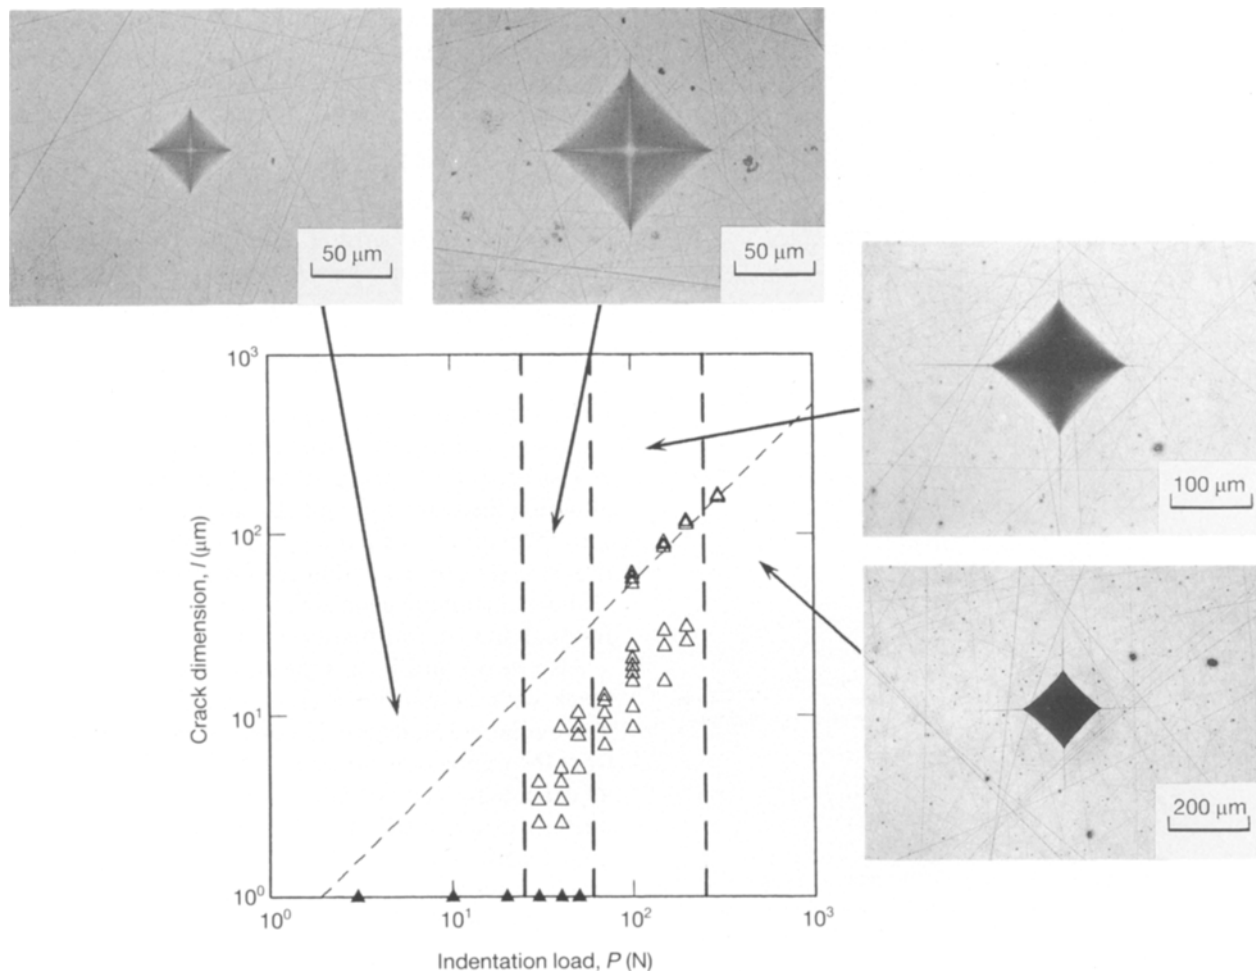 50 μm
50 μm
100 μm
200 μm
10³
10²
10¹
10⁰
Crack dimension, l (μm)
10⁰
10¹
10²
10³
Indentation load, P (N)